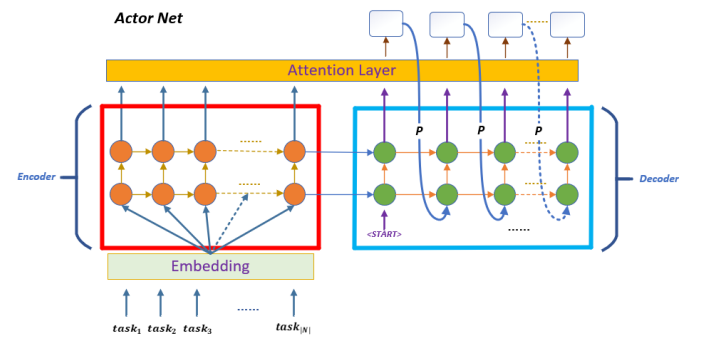 Actor Net
Attention Layer
P P P
......
......
......
......
Encoder
Decoder
<START>
......
Embedding
task₁ task₂ task₃ ...... task|N|